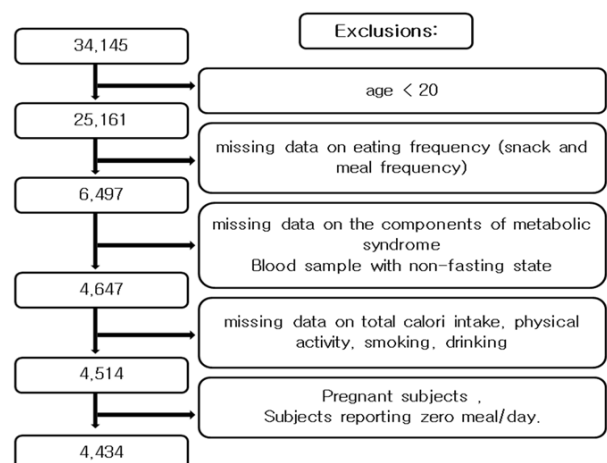 Exclusions:
34,145
age < 20
25,161
missing data on eating frequency (snack and
meal frequency)
6,497
missing data on the components of metabolic
syndrome
Blood sample with non-fasting state
4,647
missing data on total calori intake, physical
activity, smoking, drinking
4,514
Pregnant subjects ,
Subjects reporting zero meal/day.
4,434